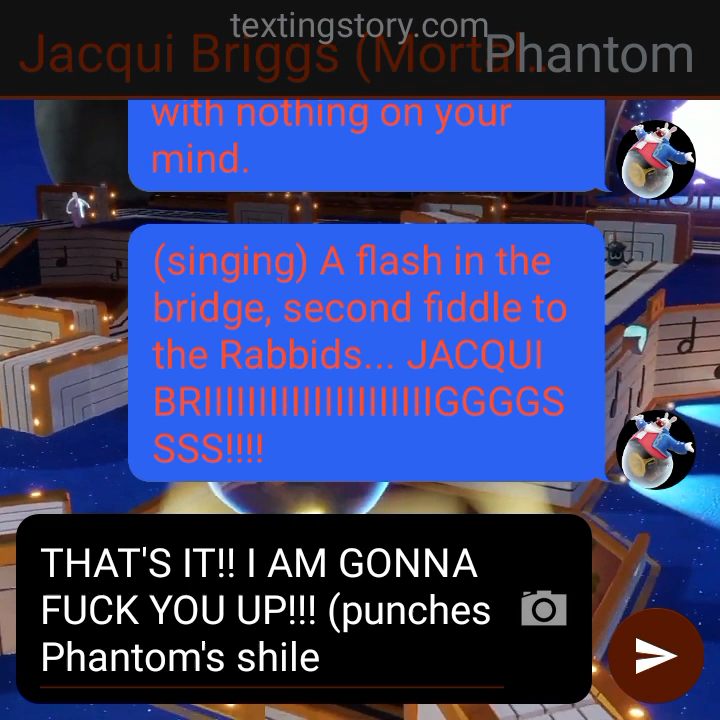 textingstory.com
Jacqui Briggs (Mortal... Phantom
with nothing on your
mind.
(singing) A flash in the
bridge, second fiddle to
the Rabbids... JACQUI
BRIIIIIIIIIIIIIIIIIIIIIIGGGGS
SSS!!!!
THAT'S IT!! I AM GONNA
FUCK YOU UP!!! (punches
Phantom's shile